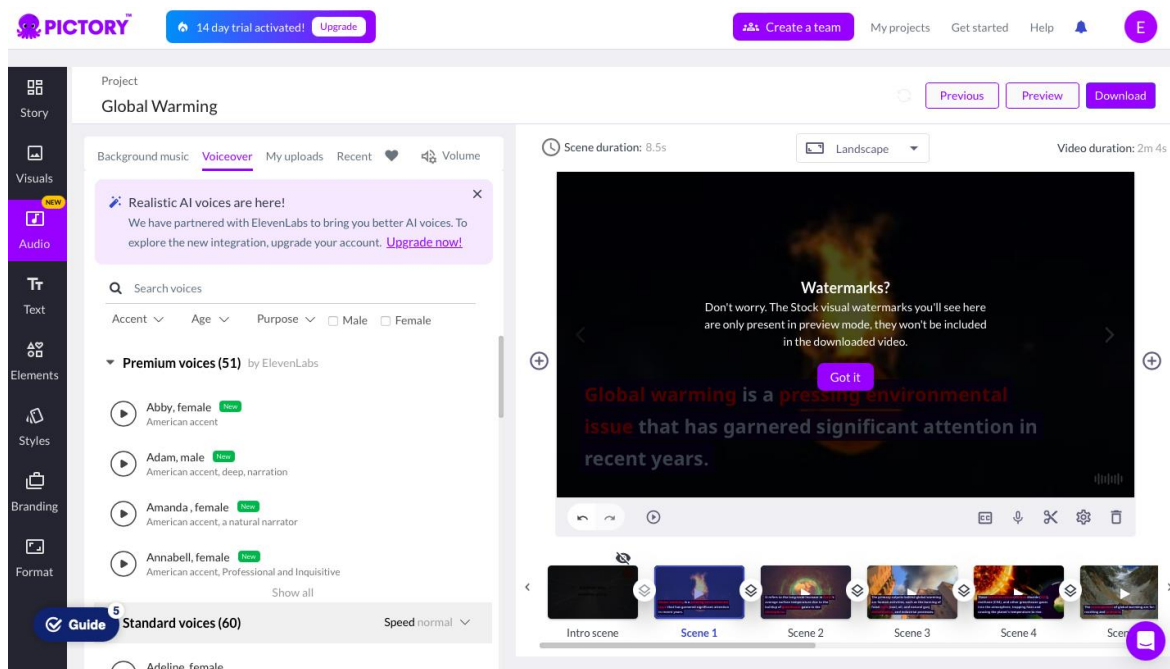 PICTORY™
14 day trial activated! Upgrade
Create a team
My projects
Get started
Help
E
Story
Visuals
NEW
Audio
Text
Elements
Styles
Branding
Format
5
Guide
Project
Global Warming
Previous
Preview
Download
Background music Voiceover My uploads Recent Volume
Realistic AI voices are here!
We have partnered with ElevenLabs to bring you better AI voices. To
explore the new integration, upgrade your account. Upgrade now!
Search voices
Accent Age Purpose Male Female
Premium voices (51) by ElevenLabs
Abby, female New
American accent
Adam, male New
American accent, deep, narration
Amanda , female New
American accent, a natural narrator
Annabell, female New
American accent, Professional and Inquisitive
Show all
Standard voices (60) Speed normal
Adeline, female
Scene duration: 8.5s
Landscape
Video duration: 2m 4s
Watermarks?
Don't worry. The Stock visual watermarks you'll see here
are only present in preview mode, they won't be included
in the downloaded video.
Got it
Global warming is a pressing environmental
issue that has garnered significant attention in
recent years.
CC
Intro scene
Scene 1
Scene 2
Scene 3
Scene 4